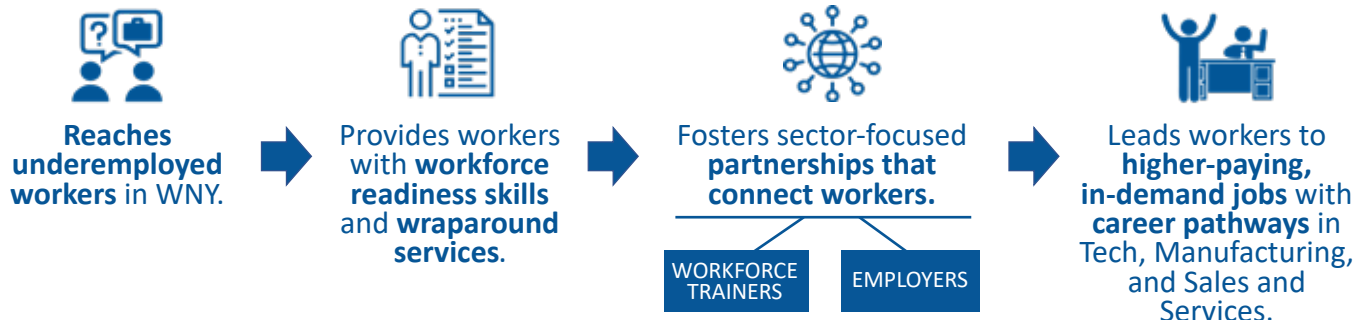 ?
Reaches
underemployed
workers in WNY.
Provides workers
with workforce
readiness skills
and wraparound
services.
Fosters sector-focused
partnerships that
connect workers.
WORKFORCE
TRAINERS
EMPLOYERS
Leads workers to
higher-paying,
in-demand jobs with
career pathways in
Tech, Manufacturing,
and Sales and
Services.